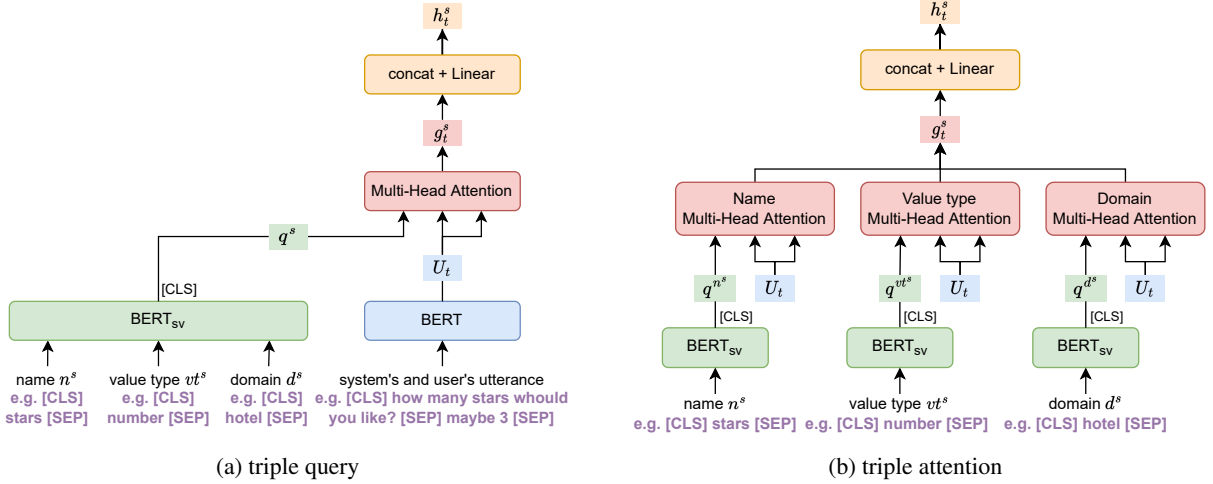 h_t^s
concat + Linear
g_t^s
Multi-Head Attention
q^s
U_t
[CLS]
BERT_sv
BERT
name n^s
e.g. [CLS]
stars [SEP]
value type vt^s
e.g. [CLS]
number [SEP]
domain d^s
e.g. [CLS]
hotel [SEP]
system's and user's utterance
e.g. [CLS] how many stars whould
you like? [SEP] maybe 3 [SEP]
(a) triple query
h_t^s
concat + Linear
g_t^s
Name
Multi-Head Attention
Value type
Multi-Head Attention
Domain
Multi-Head Attention
q^{n^s}
U_t
q^{vt^s}
U_t
q^{d^s}
U_t
[CLS]
[CLS]
[CLS]
BERT_sv
BERT_sv
BERT_sv
name n^s
e.g. [CLS] stars [SEP]
value type vt^s
e.g. [CLS] number [SEP]
domain d^s
e.g. [CLS] hotel [SEP]
(b) triple attention